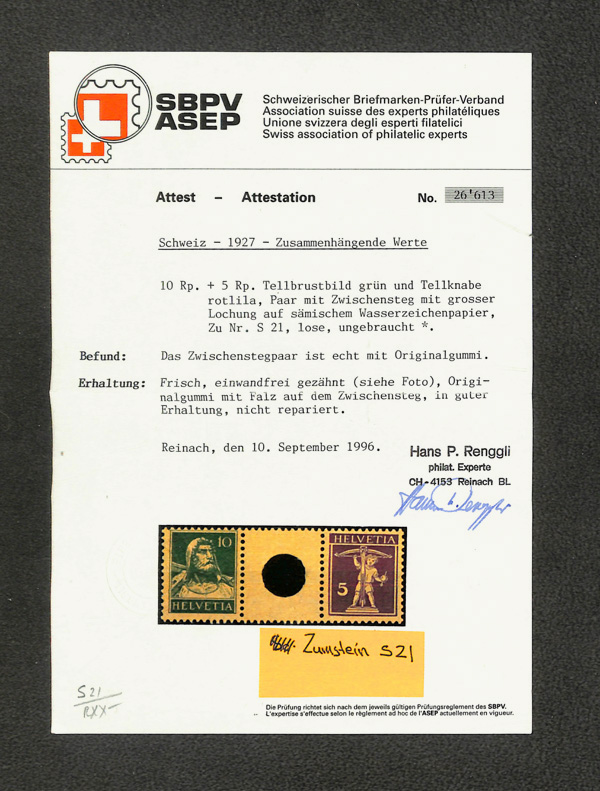 SBPV
ASEP
Schweizerischer Briefmarken-Prüfer-Verband
Association suisse des experts philatéliques
Unione svizzera degli esperti filatelici
Swiss association of philatelic experts
Attest – Attestation No. 26'613
Schweiz - 1927 - Zusammenhängende Werte
10 Rp. + 5 Rp. Tellbrustbild grün und Tellknabe
rotlila, Paar mit Zwischensteg mit grosser
Lochung auf sämischem Wasserzeichenpapier,
Zu Nr. S 21, lose, ungebraucht *.
Befund: Das Zwischenstegpaar ist echt mit Originalgummi.
Erhaltung: Frisch, einwandfrei gezähnt (siehe Foto), Origi-
nalgummi mit Falz auf dem Zwischensteg, in guter
Erhaltung, nicht repariert.
Reinach, den 10. September 1996.
Hans P. Renggli
philat. Experte
CH-4153 Reinach BL
10
HELVETIA
HELVETIA
5
Zumstein S21
S21
Die Prüfung richtet sich nach dem jeweils gültigen Prüfungsreglement des SBPV.
L'expertise s'effectue selon le règlement ad hoc de l'ASEP actuellement en vigueur.